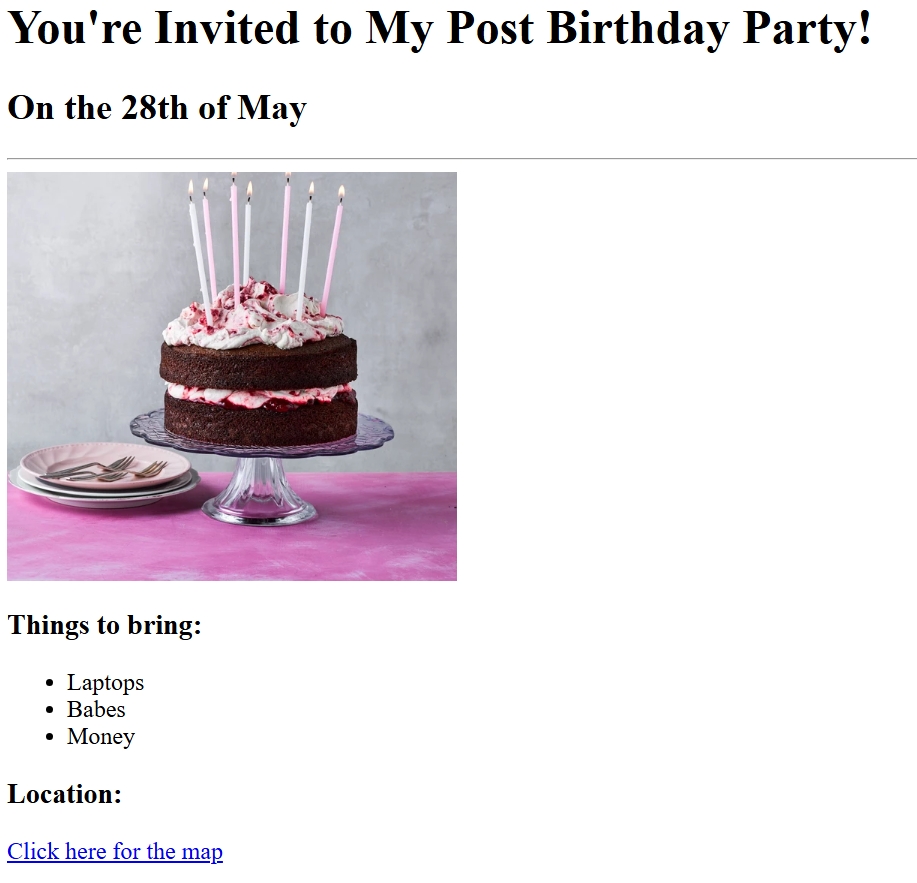 You're Invited to My Post Birthday Party!
On the 28th of May
Things to bring:
Laptops
Babes
Money
Location:
Click here for the map